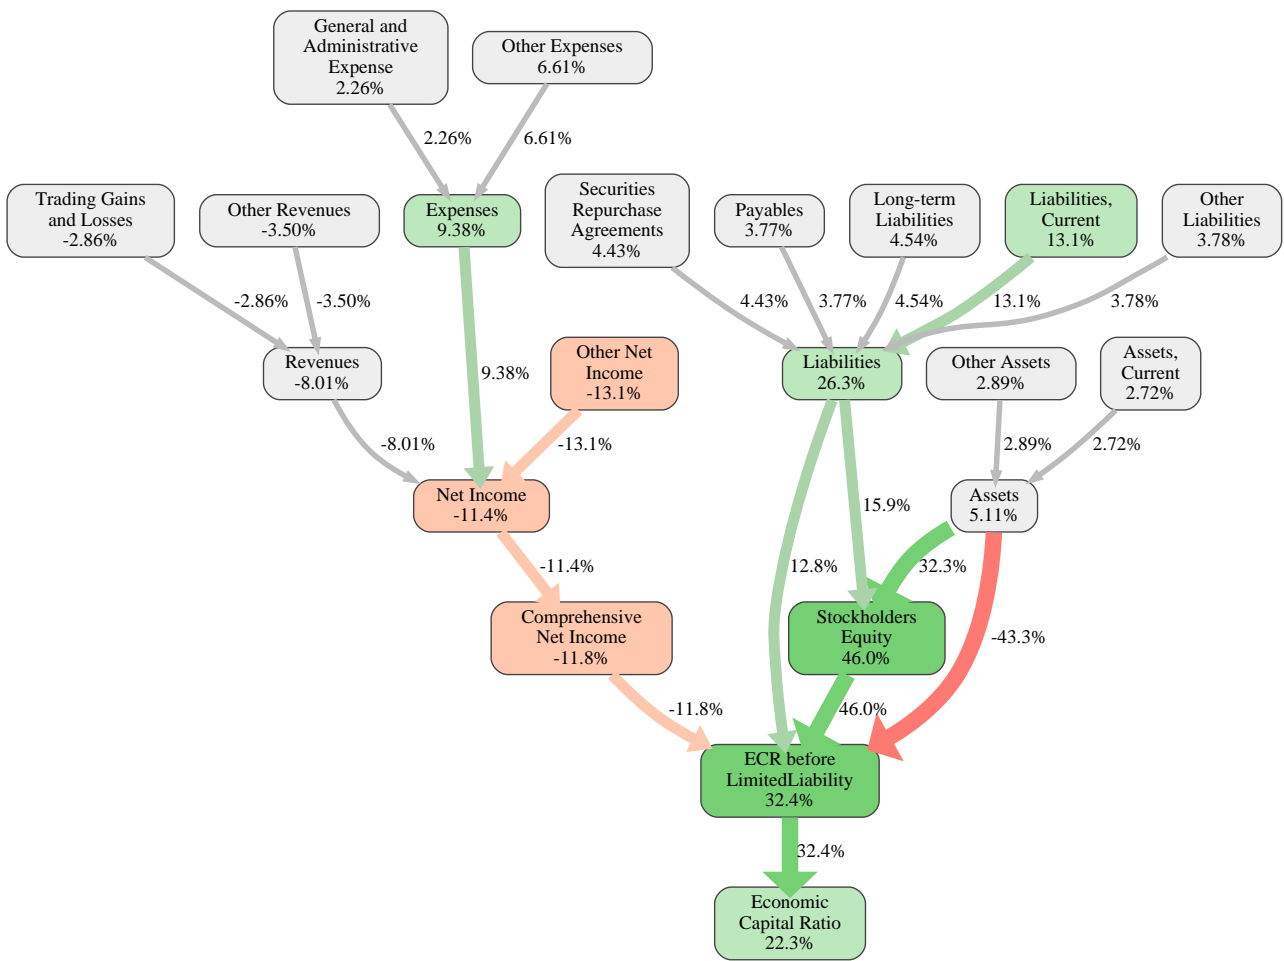 General and
Administrative
Expense
2.26%
Other Expenses
6.61%
2.26%
6.61%
Trading Gains
and Losses
-2.86%
Other Revenues
-3.50%
Expenses
9.38%
Securities
Repurchase
Agreements
4.43%
Payables
3.77%
Long-term
Liabilities
4.54%
Liabilities,
Current
13.1%
Other
Liabilities
3.78%
-2.86%
-3.50%
4.43%
3.77%
4.54%
13.1%
3.78%
Revenues
-8.01%
9.38%
Other Net
Income
-13.1%
Liabilities
26.3%
Other Assets
2.89%
Assets,
Current
2.72%
-8.01%
-13.1%
2.89%
2.72%
Net Income
-11.4%
15.9%
Assets
5.11%
-11.4%
12.8%
32.3%
Comprehensive
Net Income
-11.8%
Stockholders
Equity
46.0%
-43.3%
-11.8%
46.0%
ECR before
LimitedLiability
32.4%
32.4%
Economic
Capital Ratio
22.3%